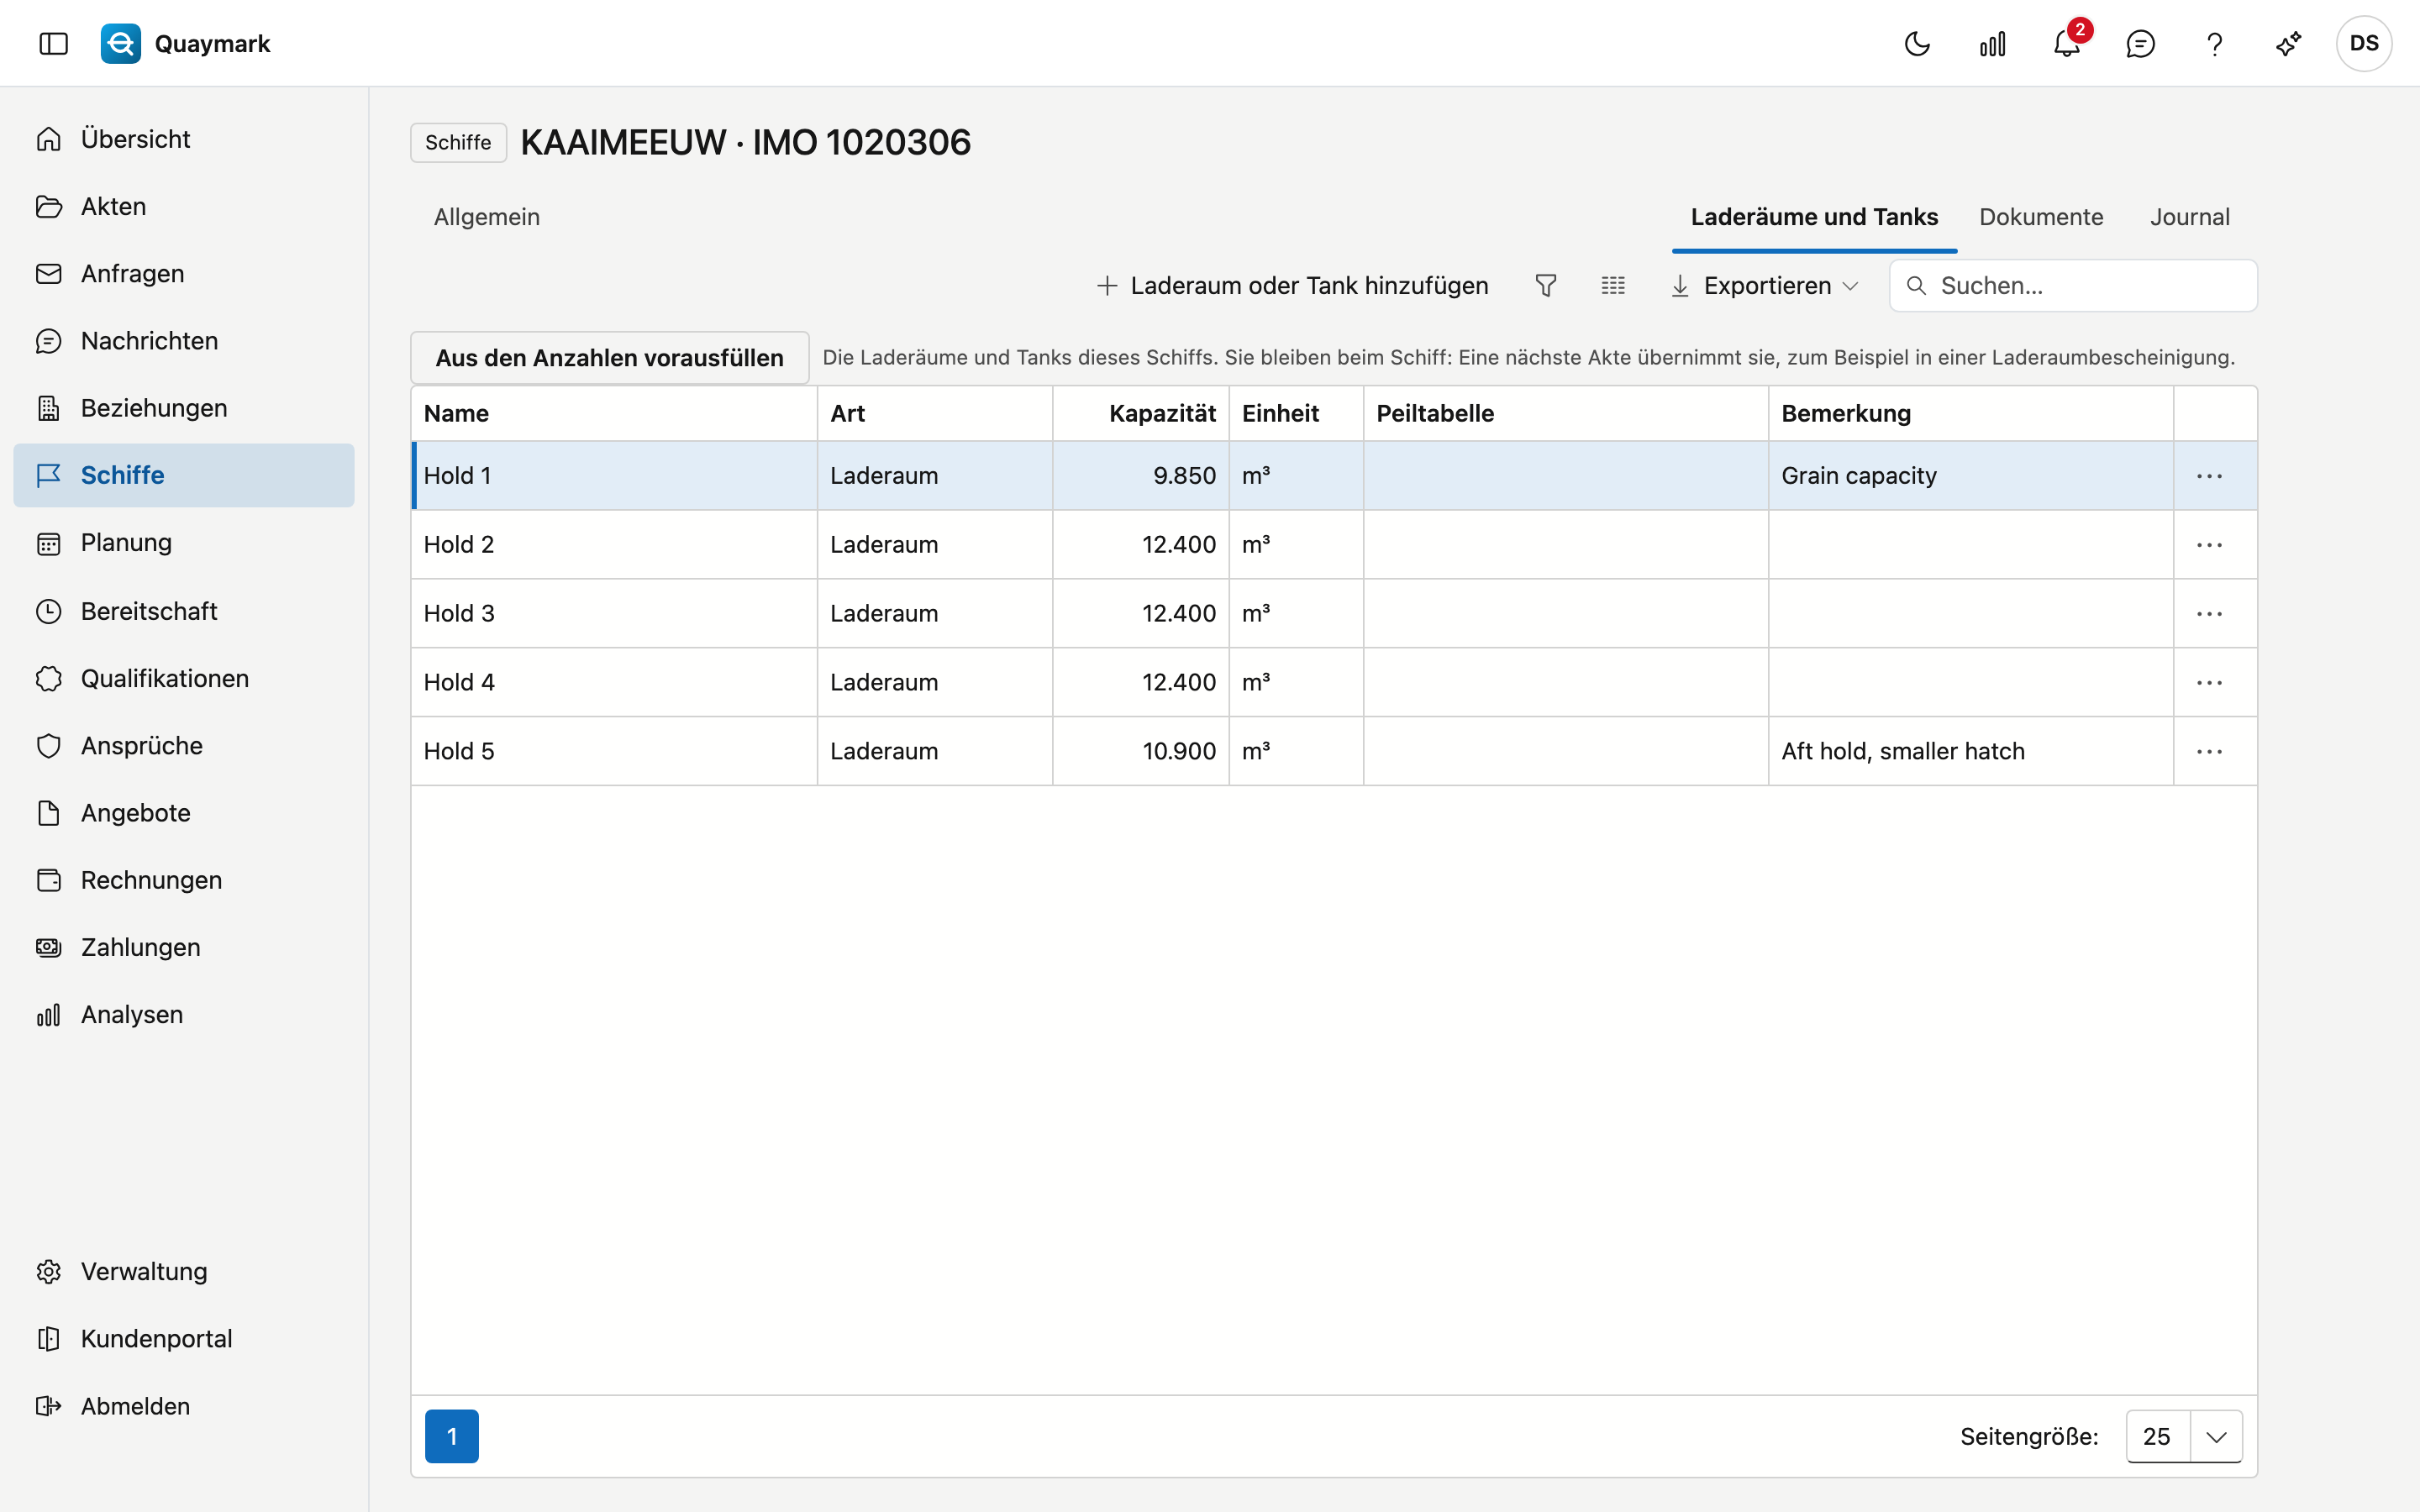 Quaymark
2
DS
Übersicht
Akten
Anfragen
Nachrichten
Beziehungen
Schiffe
Planung
Bereitschaft
Qualifikationen
Ansprüche
Angebote
Rechnungen
Zahlungen
Analysen
Verwaltung
Kundenportal
Abmelden
Schiffe KAAIMEEUW · IMO 1020306
Allgemein Laderäume und Tanks Dokumente Journal
Laderaum oder Tank hinzufügen Exportieren Suchen...
Aus den Anzahlen vorausfüllen Die Laderäume und Tanks dieses Schiffs. Sie bleiben beim Schiff: Eine nächste Akte übernimmt sie, zum Beispiel in einer Laderaumbescheinigung.
Name Art Kapazität Einheit Peiltabelle Bemerkung
Hold 1 Laderaum 9.850 m³ Grain capacity ...
Hold 2 Laderaum 12.400 m³ ...
Hold 3 Laderaum 12.400 m³ ...
Hold 4 Laderaum 12.400 m³ ...
Hold 5 Laderaum 10.900 m³ Aft hold, smaller hatch ...
1 Seitengröße: 25